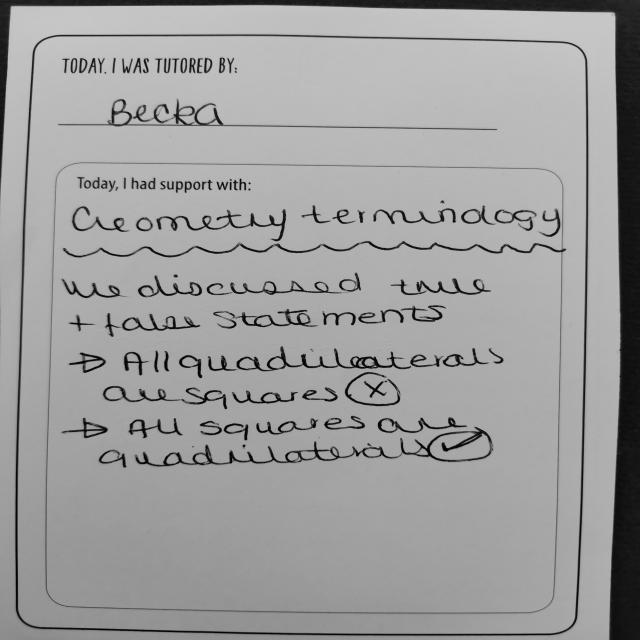 TODAY, I WAS TUTORED BY:
Becka
Today, I had support with:
Geometry terminology
we discussed true
+ false statements
→ All quadrilaterals
are squares ⓧ
→ All squares are
quadrilaterals ✓